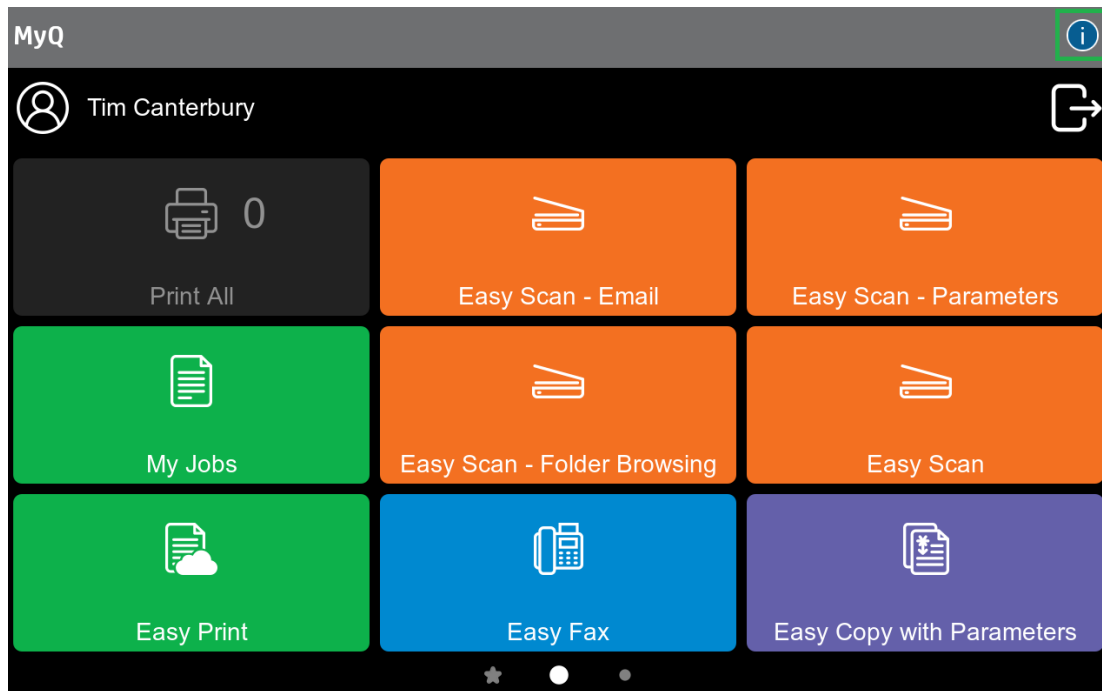 MyQ
i
Tim Canterbury
0
Print All
Easy Scan - Email
Easy Scan - Parameters
My Jobs
Easy Scan - Folder Browsing
Easy Scan
Easy Print
Easy Fax
¥
Easy Copy with Parameters